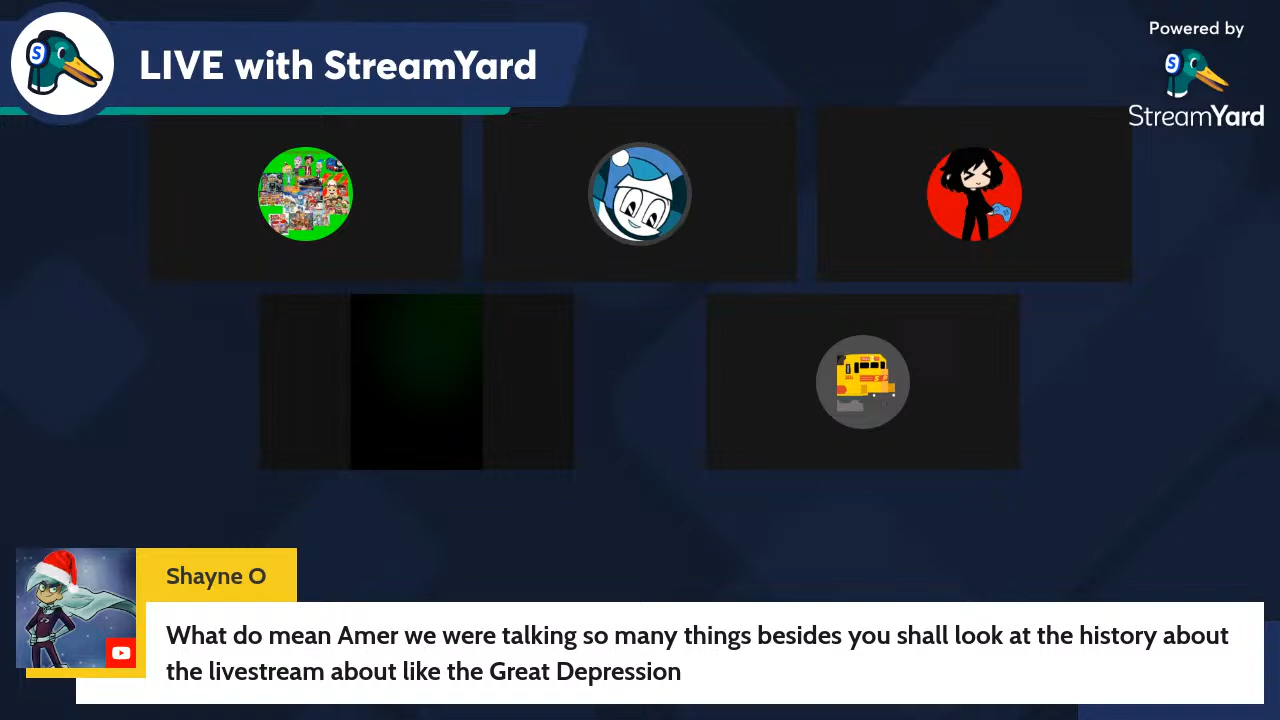 LIVE with StreamYard
Powered by
S
StreamYard
Shayne O
What do mean Amer we were talking so many things besides you shall look at the history about
the livestream about like the Great Depression